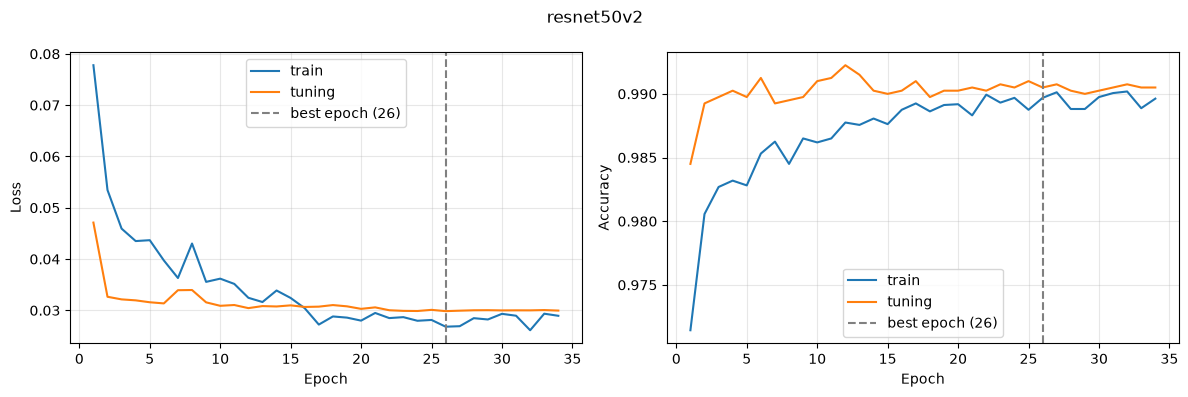 resnet50v2
0.08
0.07
0.06
0.05
0.04
0.03
Loss
0 5 10 15 20 25 30 35
Epoch
train
tuning
best epoch (26)
0.990
0.985
0.980
0.975
Accuracy
0 5 10 15 20 25 30 35
Epoch
train
tuning
best epoch (26)